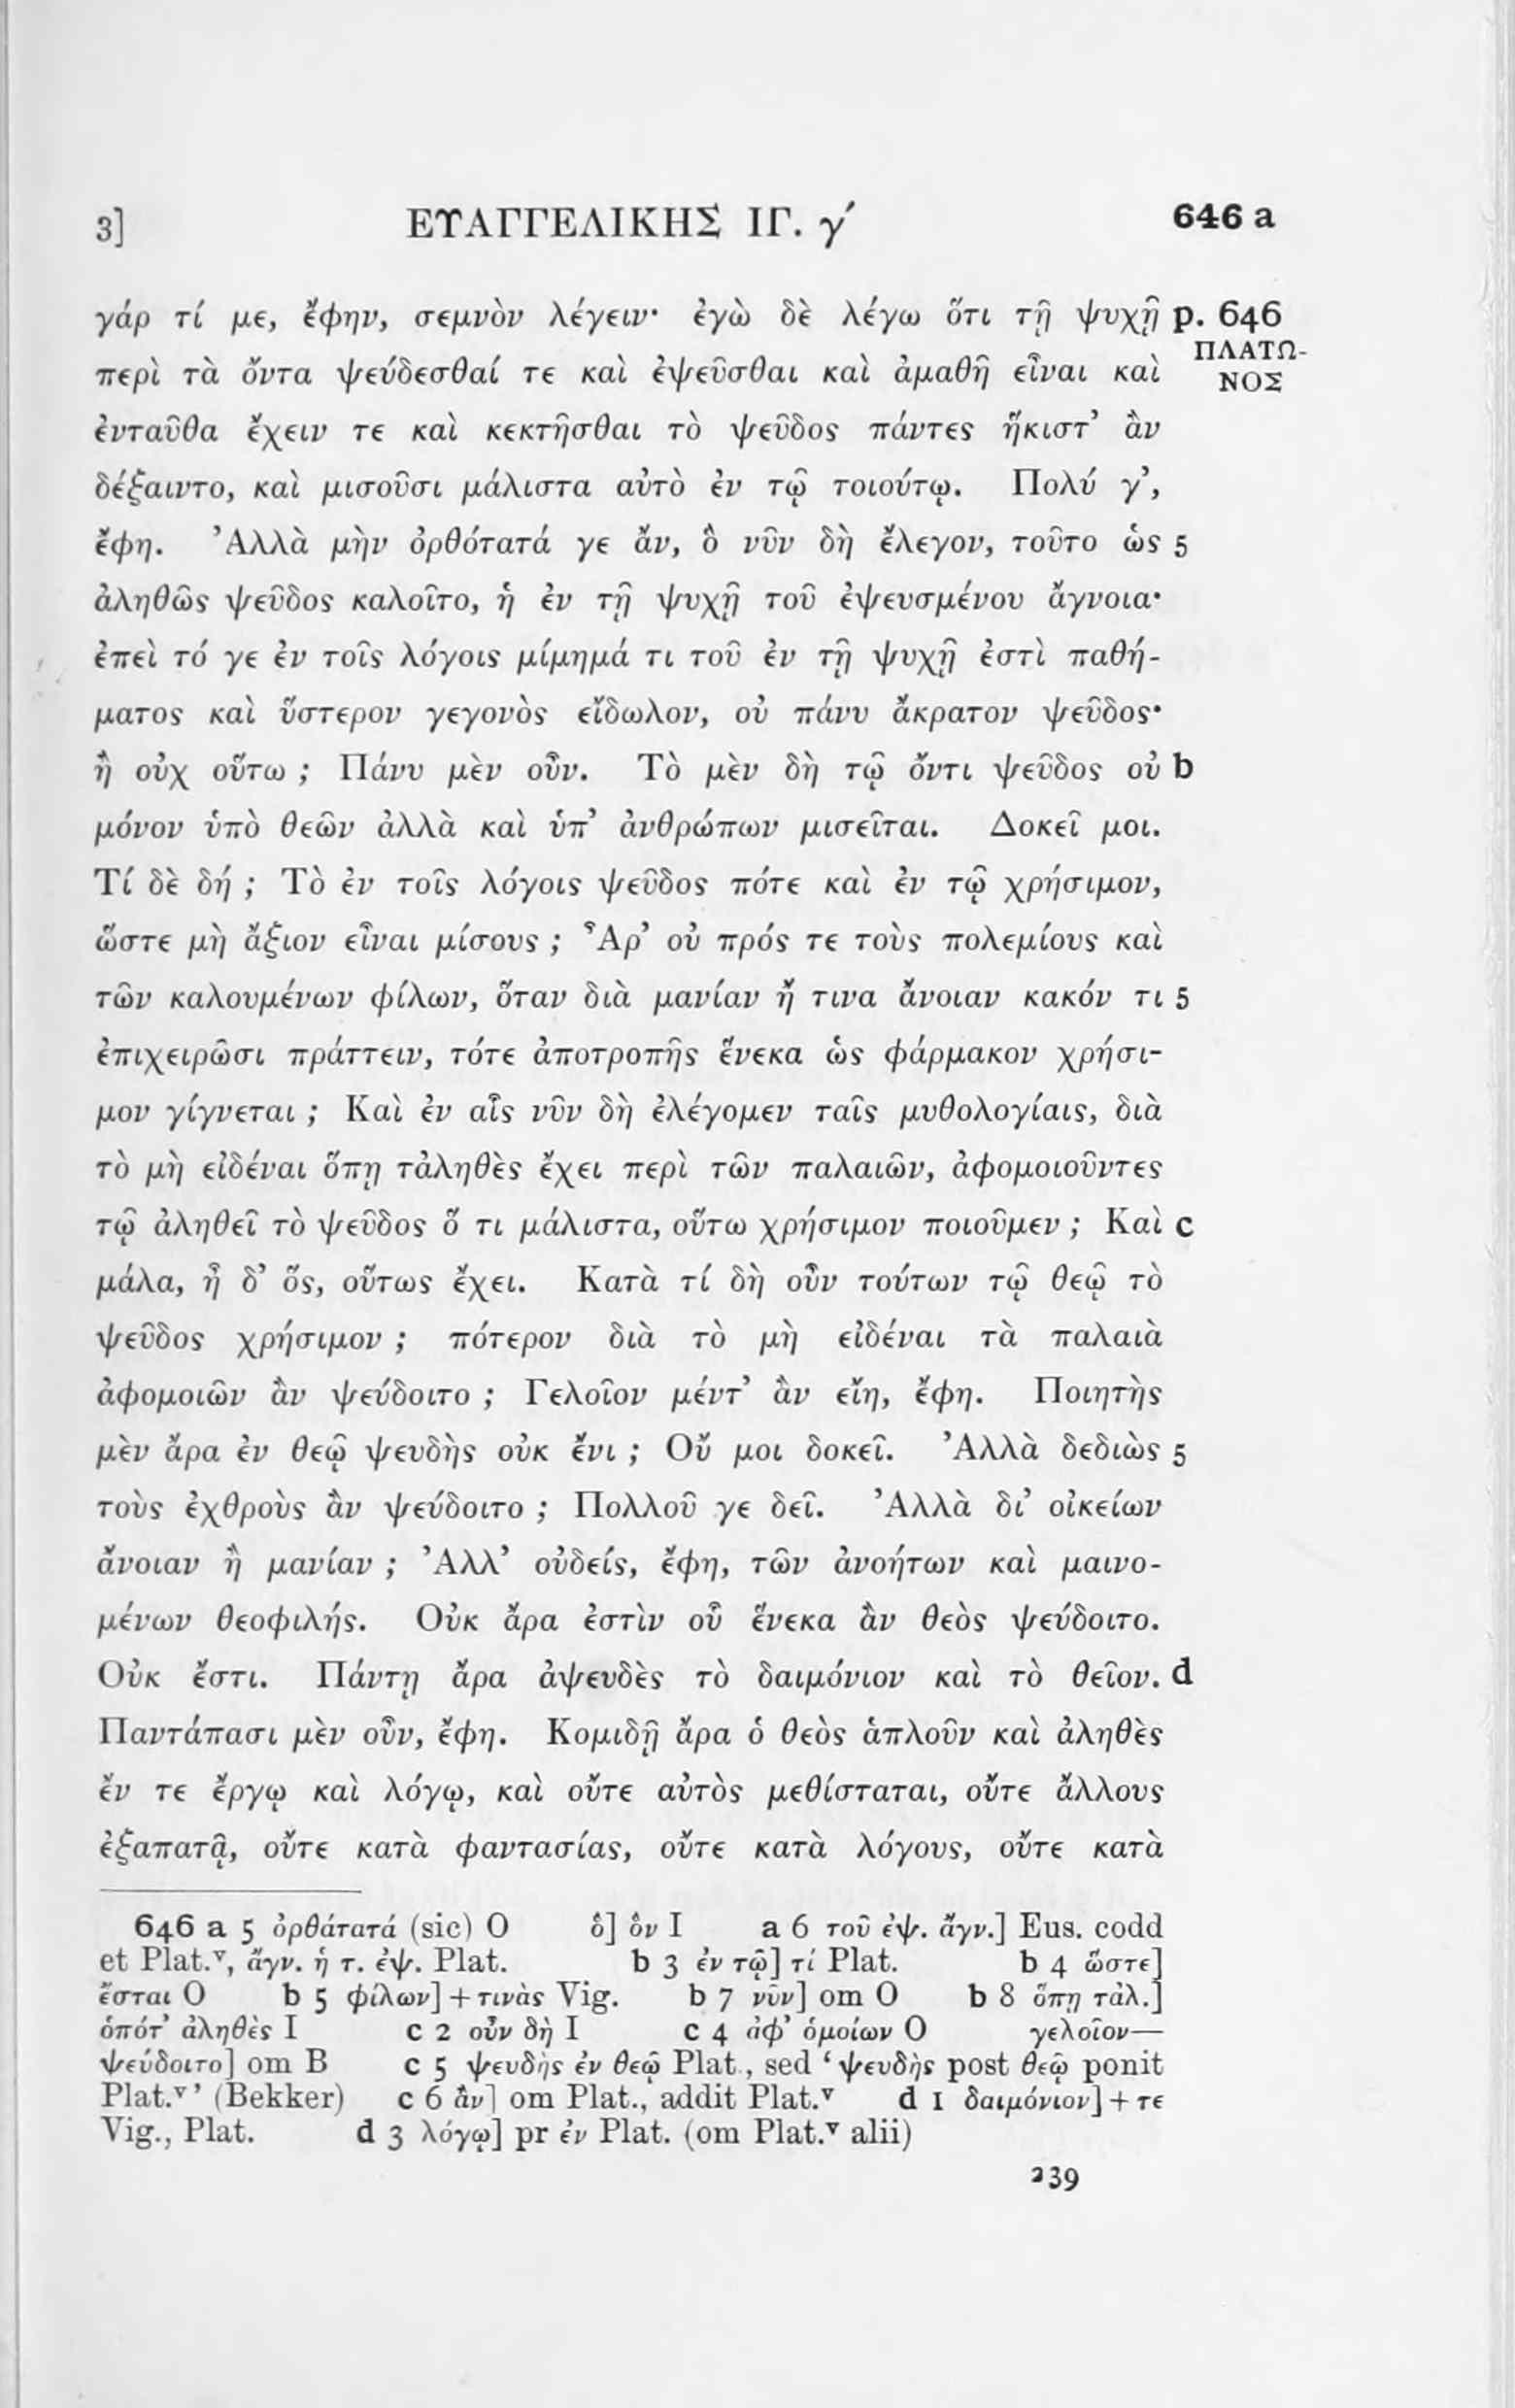 3] ΕΥΑΓΓΕΛΙΚΗΣ ΙΓ. γ´ 646 a
γάρ τί με, ἔφην, σεμνὸν λέγειν· ἐγὼ δὲ λέγω ὅτι τῇ ψυχῇ p. 646
περὶ τὰ ὄντα ψεύδεσθαί τε καὶ ἐψεῦσθαι καὶ ἀμαθῆ εἶναι καὶ ΠΛΑΤΩ-
ΝΟΣ
ἐνταῦθα ἔχειν τε καὶ κεκτῆσθαι τὸ ψεῦδος πάντες ἥκιστ’ ἂν
δέξαιντο, καὶ μισοῦσι μάλιστα αὐτὸ ἐν τῷ τοιούτῳ. Πολύ γ’,
ἔφη. Ἀλλὰ μὴν ὀρθότατά γε ἄν, ὃ νῦν δὴ ἔλεγον, τοῦτο ὡς 5
ἀληθῶς ψεῦδος καλοῖτο, ἡ ἐν τῇ ψυχῇ τοῦ ἐψευσμένου ἄγνοια·
ἐπεὶ τό γε ἐν τοῖς λόγοις μίμημά τι τοῦ ἐν τῇ ψυχῇ ἐστὶ παθή-
ματος καὶ ὕστερον γεγονὸς εἴδωλον, οὐ πάνυ ἄκρατον ψεῦδος·
ἢ οὐχ οὕτω ; Πάνυ μὲν οὖν. Τὸ μὲν δὴ τῷ ὄντι ψεῦδος οὐ b
μόνον ὑπὸ θεῶν ἀλλὰ καὶ ὑπ’ ἀνθρώπων μισεῖται. Δοκεῖ μοι.
Τί δὲ δή ; Τὸ ἐν τοῖς λόγοις ψεῦδος πότε καὶ ἐν τῷ χρήσιμον,
ὥστε μὴ ἄξιον εἶναι μίσους ; Ἆρ’ οὐ πρός τε τοὺς πολεμίους καὶ
τῶν καλουμένων φίλων, ὅταν διὰ μανίαν ἤ τινα ἄνοιαν κακόν τι 5
ἐπιχειρῶσι πράττειν, τότε ἀποτροπῆς ἕνεκα ὡς φάρμακον χρήσι-
μον γίγνεται ; Καὶ ἐν αἷς νῦν δὴ ἐλέγομεν ταῖς μυθολογίαις, διὰ
τὸ μὴ εἰδέναι ὅπῃ τἀληθὲς ἔχει περὶ τῶν παλαιῶν, ἀφομοιοῦντες
τῷ ἀληθεῖ τὸ ψεῦδος ὅ τι μάλιστα, οὕτω χρήσιμον ποιοῦμεν ; Καὶ c
μάλα, ἦ δ’ ὅς, οὕτως ἔχει. Κατὰ τί δὴ οὖν τούτων τῷ θεῷ τὸ
ψεῦδος χρήσιμον ; πότερον διὰ τὸ μὴ εἰδέναι τὰ παλαιὰ
ἀφομοιῶν ἂν ψεύδοιτο ; Γελοῖον μέντ’ ἂν εἴη, ἔφη. Ποιητὴς
μὲν ἄρα ἐν θεῷ ψευδὴς οὐκ ἔνι ; Οὔ μοι δοκεῖ. Ἀλλὰ δεδιὼς 5
τοὺς ἐχθροὺς ἂν ψεύδοιτο ; Πολλοῦ γε δεῖ. Ἀλλὰ δι’ οἰκείων
ἄνοιαν ἢ μανίαν ; Ἀλλ’ οὐδείς, ἔφη, τῶν ἀνοήτων καὶ μαινο-
μένων θεοφιλής. Οὐκ ἄρα ἐστὶν οὗ ἕνεκα ἂν θεὸς ψεύδοιτο.
Οὐκ ἔστι. Πάντῃ ἄρα ἀψευδὲς τὸ δαιμόνιον καὶ τὸ θεῖον. d
Παντάπασι μὲν οὖν, ἔφη. Κομιδῇ ἄρα ὁ θεὸς ἁπλοῦν καὶ ἀληθὲς
ἔν τε ἔργῳ καὶ λόγῳ, καὶ οὔτε αὐτὸς μεθίσταται, οὔτε ἄλλους
ἐξαπατᾷ, οὔτε κατὰ φαντασίας, οὔτε κατὰ λόγους, οὔτε κατὰ
646 a 5 ὀρθάτατά (sic) O ὃ] ὃν I a 6 τοῦ ἐψ. ἄγν.] Eus. codd
et Plat.ᵛ, ἄγν. ἡ τ. ἐψ. Plat. b 3 ἐν τῷ] τί Plat. b 4 ὥστε]
ἔσται O b 5 φίλων] + τινὰς Vig. b 7 νῦν] om O b 8 ὅπῃ τἀλ.]
ὁπότ’ ἀληθὲς I c 2 οὖν δὴ I c 4 ἀφ’ ὁμοίων O γελοῖον—
ψεύδοιτο] om B c 5 ψευδὴς ἐν θεῷ Plat., sed ‘ψευδὴς post θεῷ ponit
Plat.ᵛ’ (Bekker) c 6 ἂν] om Plat., addit Plat.ᵛ d 1 δαιμόνιον] + τε
Vig., Plat. d 3 λόγῳ] pr ἐν Plat. (om Plat.ᵛ alii)
239